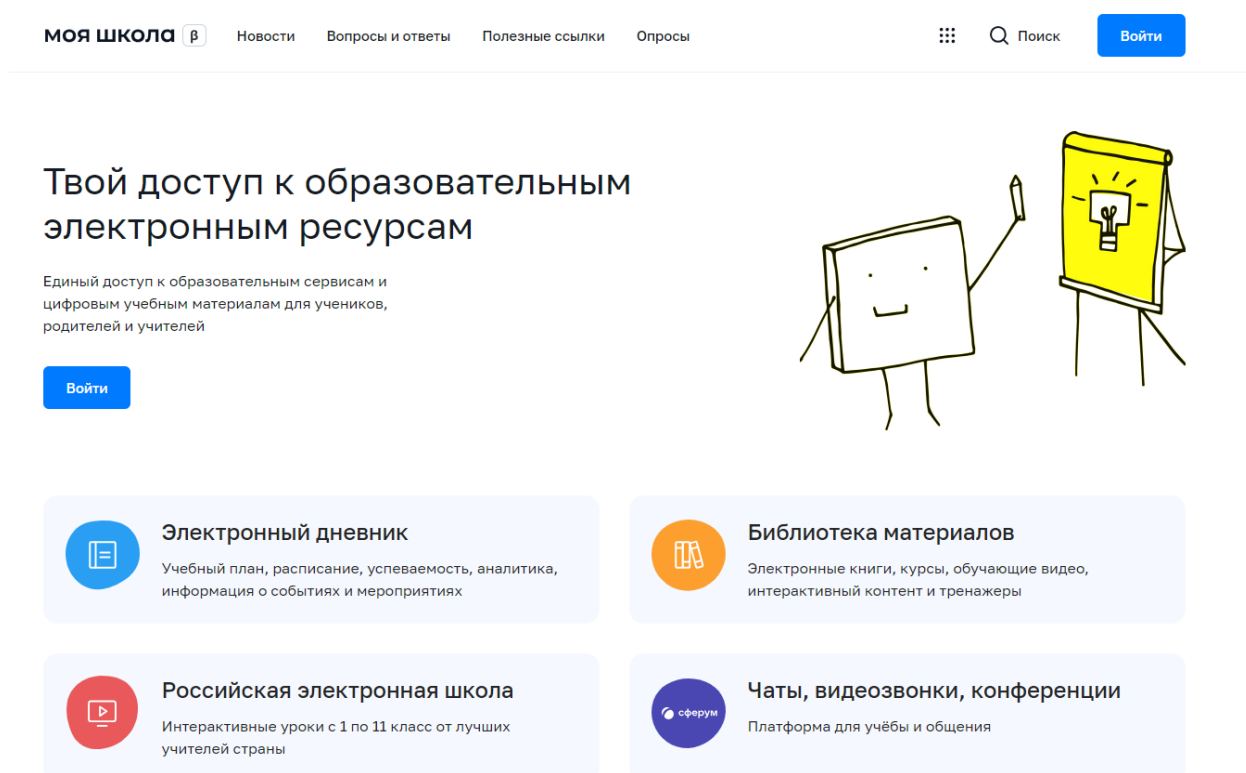 моя школа β
Новости
Вопросы и ответы
Полезные ссылки
Опросы
Поиск
Войти
Твой доступ к образовательным
электронным ресурсам
Единый доступ к образовательным сервисам и
цифровым учебным материалам для учеников,
родителей и учителей
Войти
Электронный дневник
Учебный план, расписание, успеваемость, аналитика,
информация о событиях и мероприятиях
Библиотека материалов
Электронные книги, курсы, обучающие видео,
интерактивный контент и тренажеры
Российская электронная школа
Интерактивные уроки с 1 по 11 класс от лучших
учителей страны
сферум
Чаты, видеозвонки, конференции
Платформа для учёбы и общения